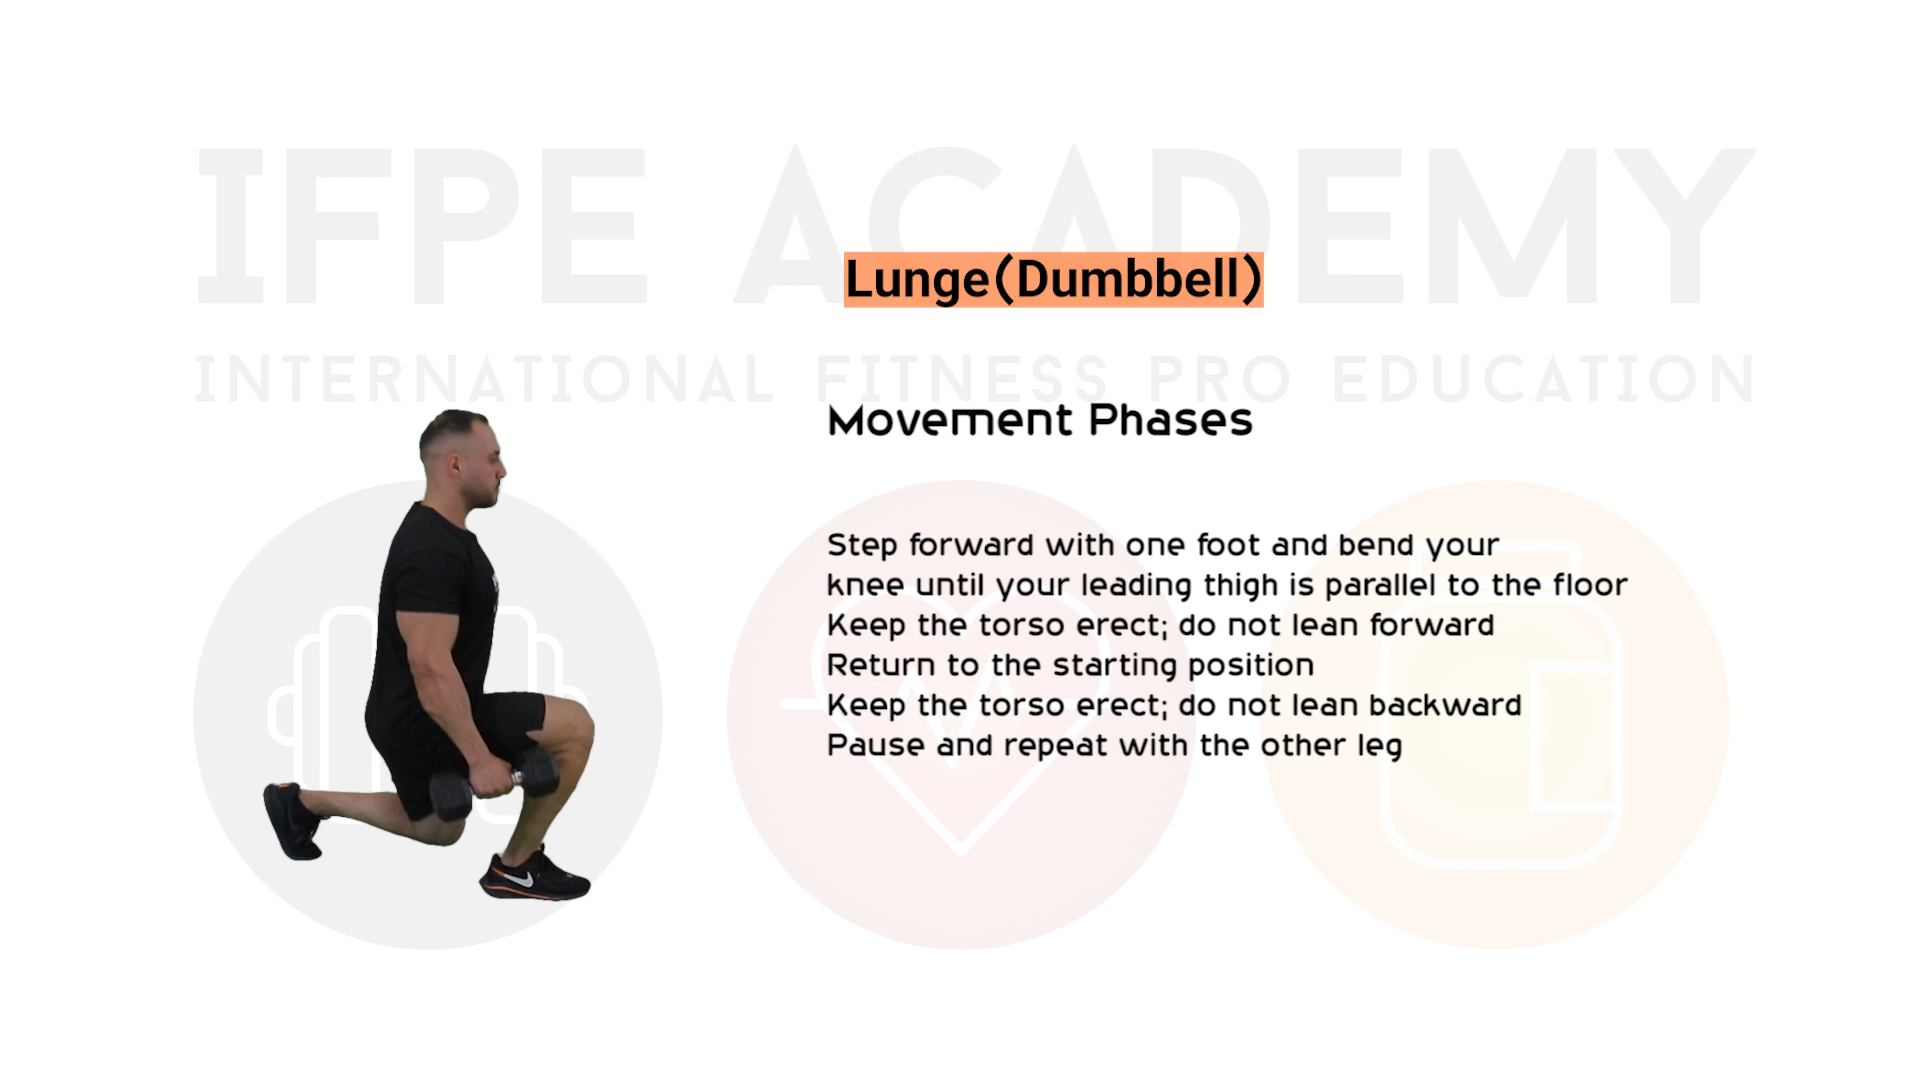 IFPE ACADEMY
Lunge(Dumbbell)
INTERNATIONAL FITNESS PRO EDUCATION
Movement Phases
Step forward with one foot and bend your
knee until your leading thigh is parallel to the floor
Keep the torso erect; do not lean forward
Return to the starting position
Keep the torso erect; do not lean backward
Pause and repeat with the other leg